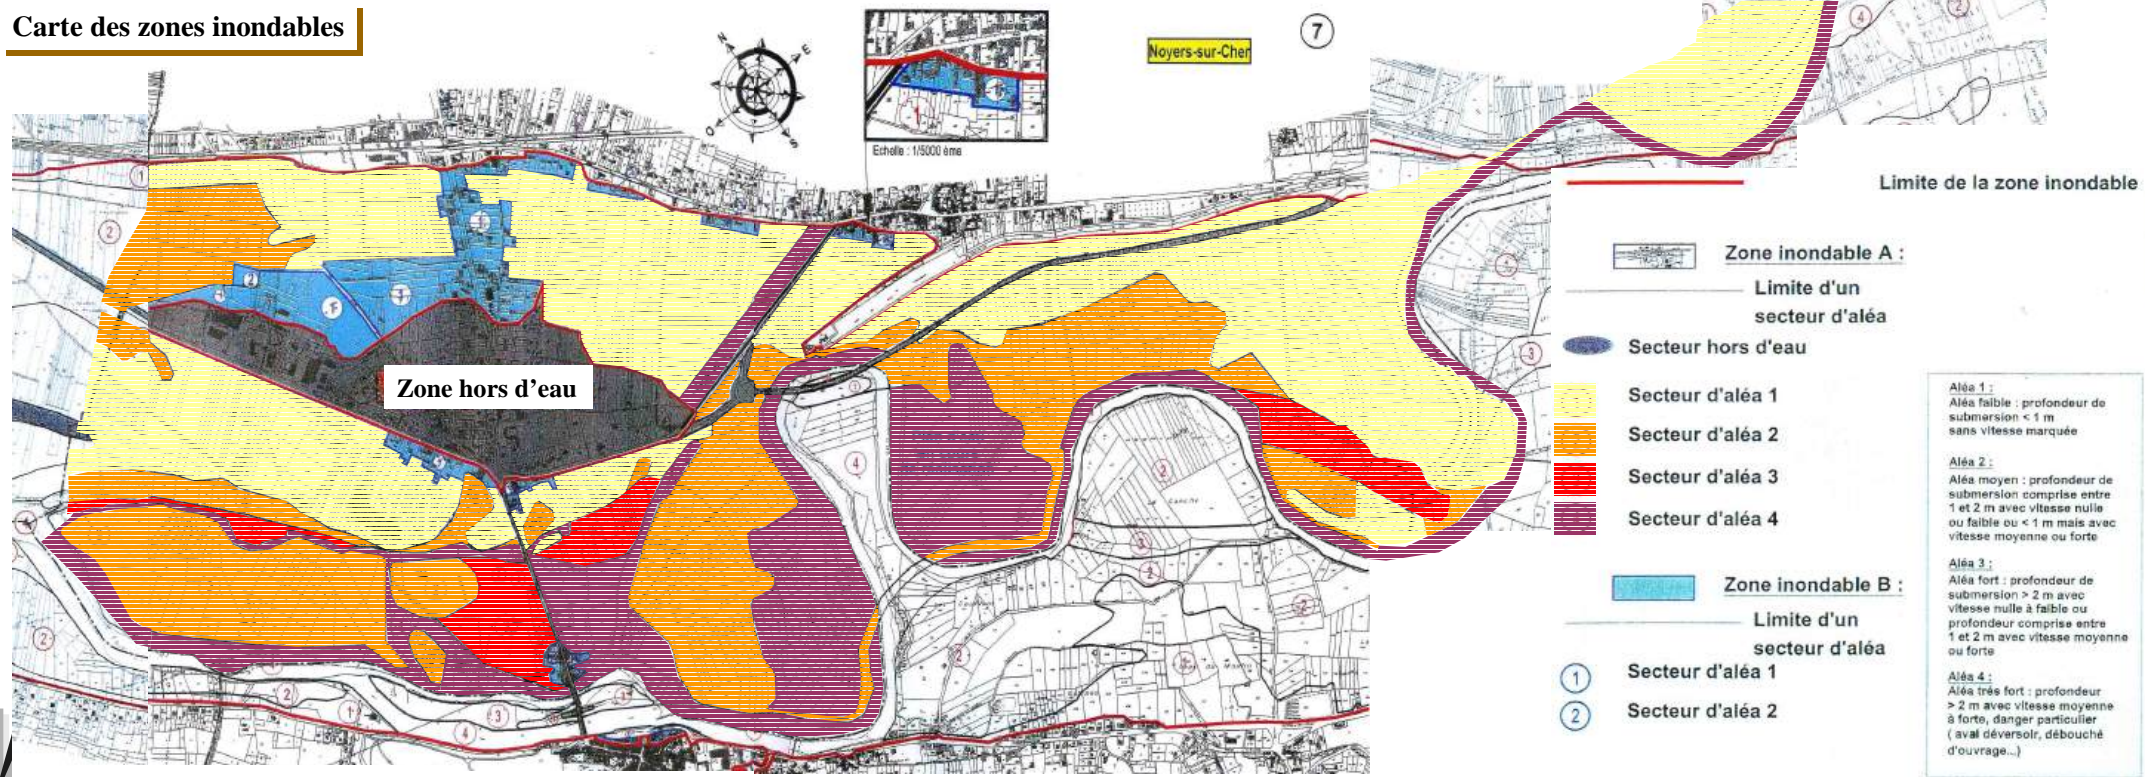 Carte des zones inondables
N
E
S
O
Echelle : 1/5000 ème
Noyers-sur-Cher
7
Zone hors d'eau
Limite de la zone inondable
Zone inondable A :
Limite d'un
secteur d'aléa
Secteur hors d'eau
Secteur d'aléa 1
Secteur d'aléa 2
Secteur d'aléa 3
Secteur d'aléa 4
Zone inondable B :
Limite d'un
secteur d'aléa
1 Secteur d'aléa 1
2 Secteur d'aléa 2
Aléa 1 :
Aléa faible : profondeur de
submersion < 1 m
sans vitesse marquée
Aléa 2 :
Aléa moyen : profondeur de
submersion comprise entre
1 et 2 m avec vitesse nulle
ou faible ou < 1 m mais avec
vitesse moyenne ou forte
Aléa 3 :
Aléa fort : profondeur de
submersion > 2 m avec
vitesse nulle à faible ou
profondeur comprise entre
1 et 2 m avec vitesse moyenne
ou forte
Aléa 4 :
Aléa très fort : profondeur
> 2 m avec vitesse moyenne
à forte, danger particulier
( aval déversoir, débouché
d'ouvrage...)